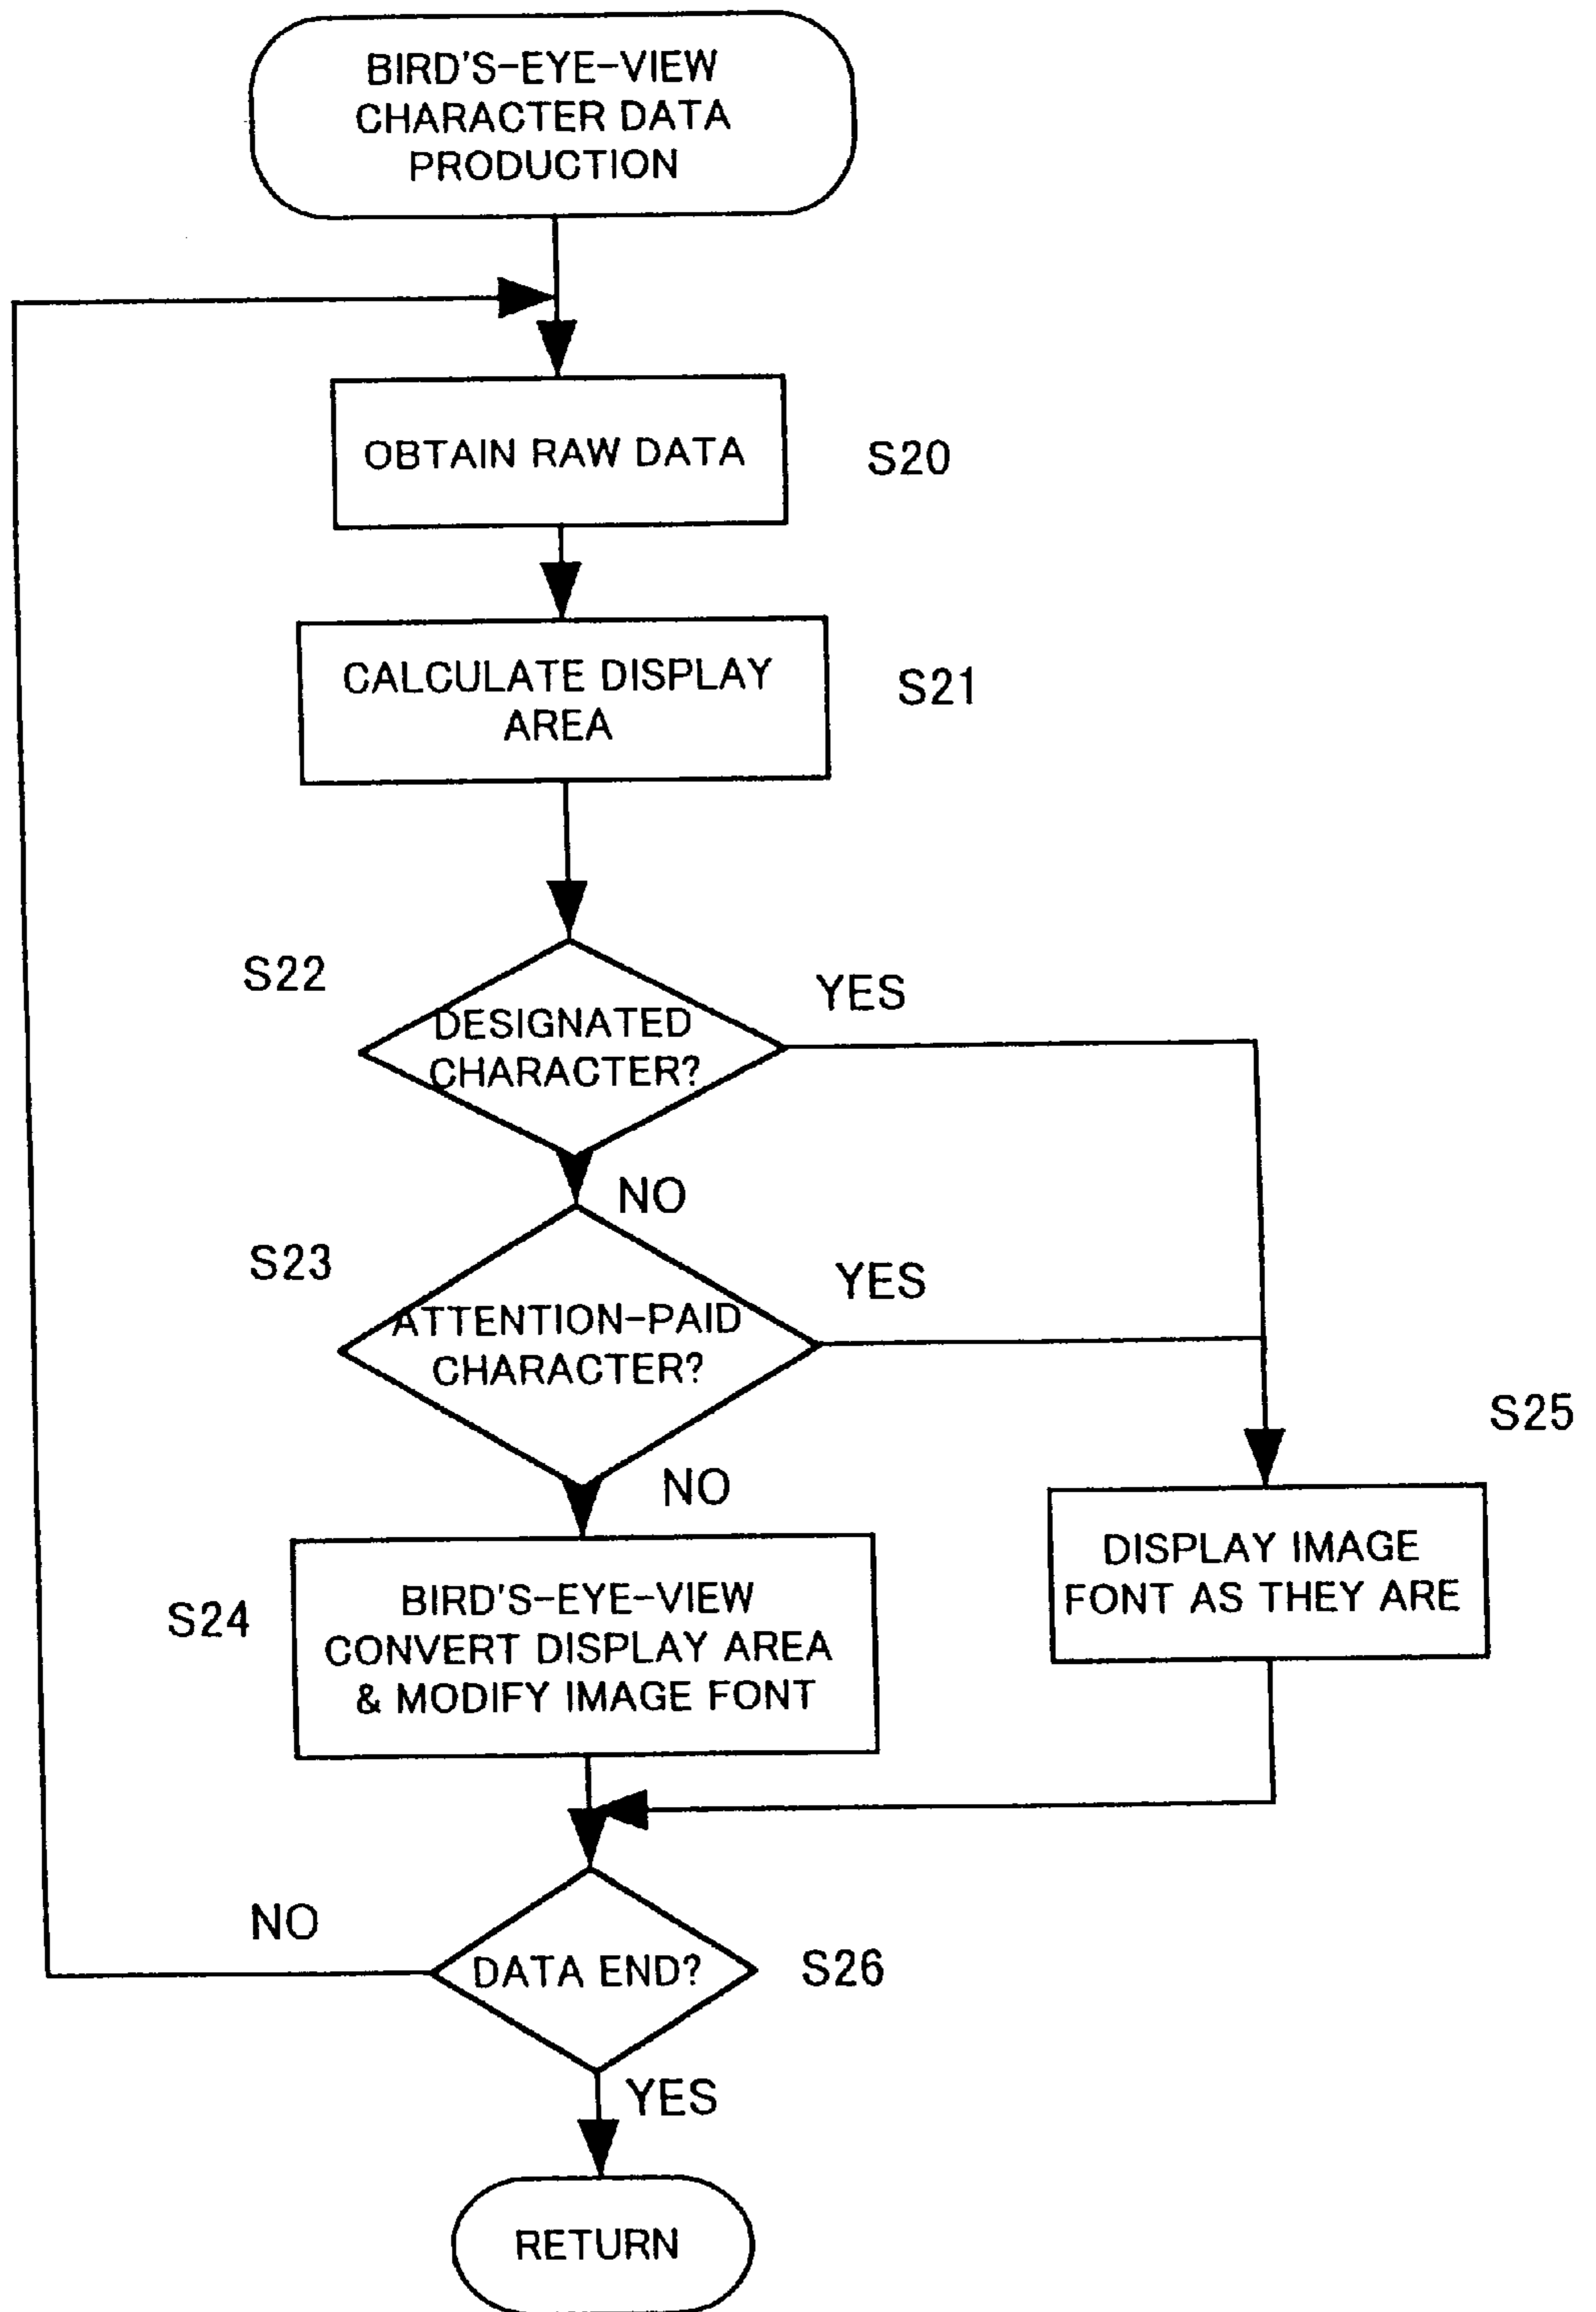 BIRD'S-EYE-VIEW
CHARACTER DATA
PRODUCTION
OBTAIN RAW DATA
S20
CALCULATE DISPLAY
AREA
S21
S22
DESIGNATED
CHARACTER?
YES
NO
S23
ATTENTION-PAID
CHARACTER?
YES
NO
S25
DISPLAY IMAGE
FONT AS THEY ARE
S24
BIRD'S-EYE-VIEW
CONVERT DISPLAY AREA
& MODIFY IMAGE FONT
NO
DATA END?
S26
YES
RETURN